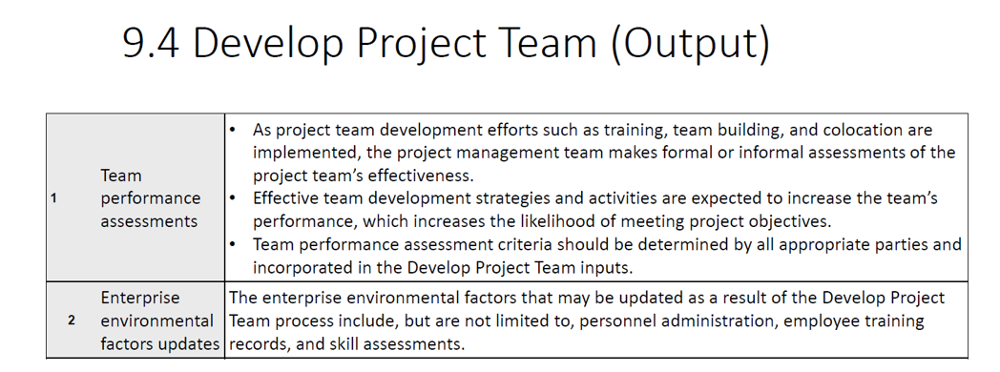 9.4 Develop Project Team (Output)
1
Team
performance
assessments
• As project team development efforts such as training, team building, and colocation are
implemented, the project management team makes formal or informal assessments of the
project team's effectiveness.
• Effective team development strategies and activities are expected to increase the team's
performance, which increases the likelihood of meeting project objectives.
• Team performance assessment criteria should be determined by all appropriate parties and
incorporated in the Develop Project Team inputs.
2
Enterprise
environmental
factors updates
The enterprise environmental factors that may be updated as a result of the Develop Project
Team process include, but are not limited to, personnel administration, employee training
records, and skill assessments.